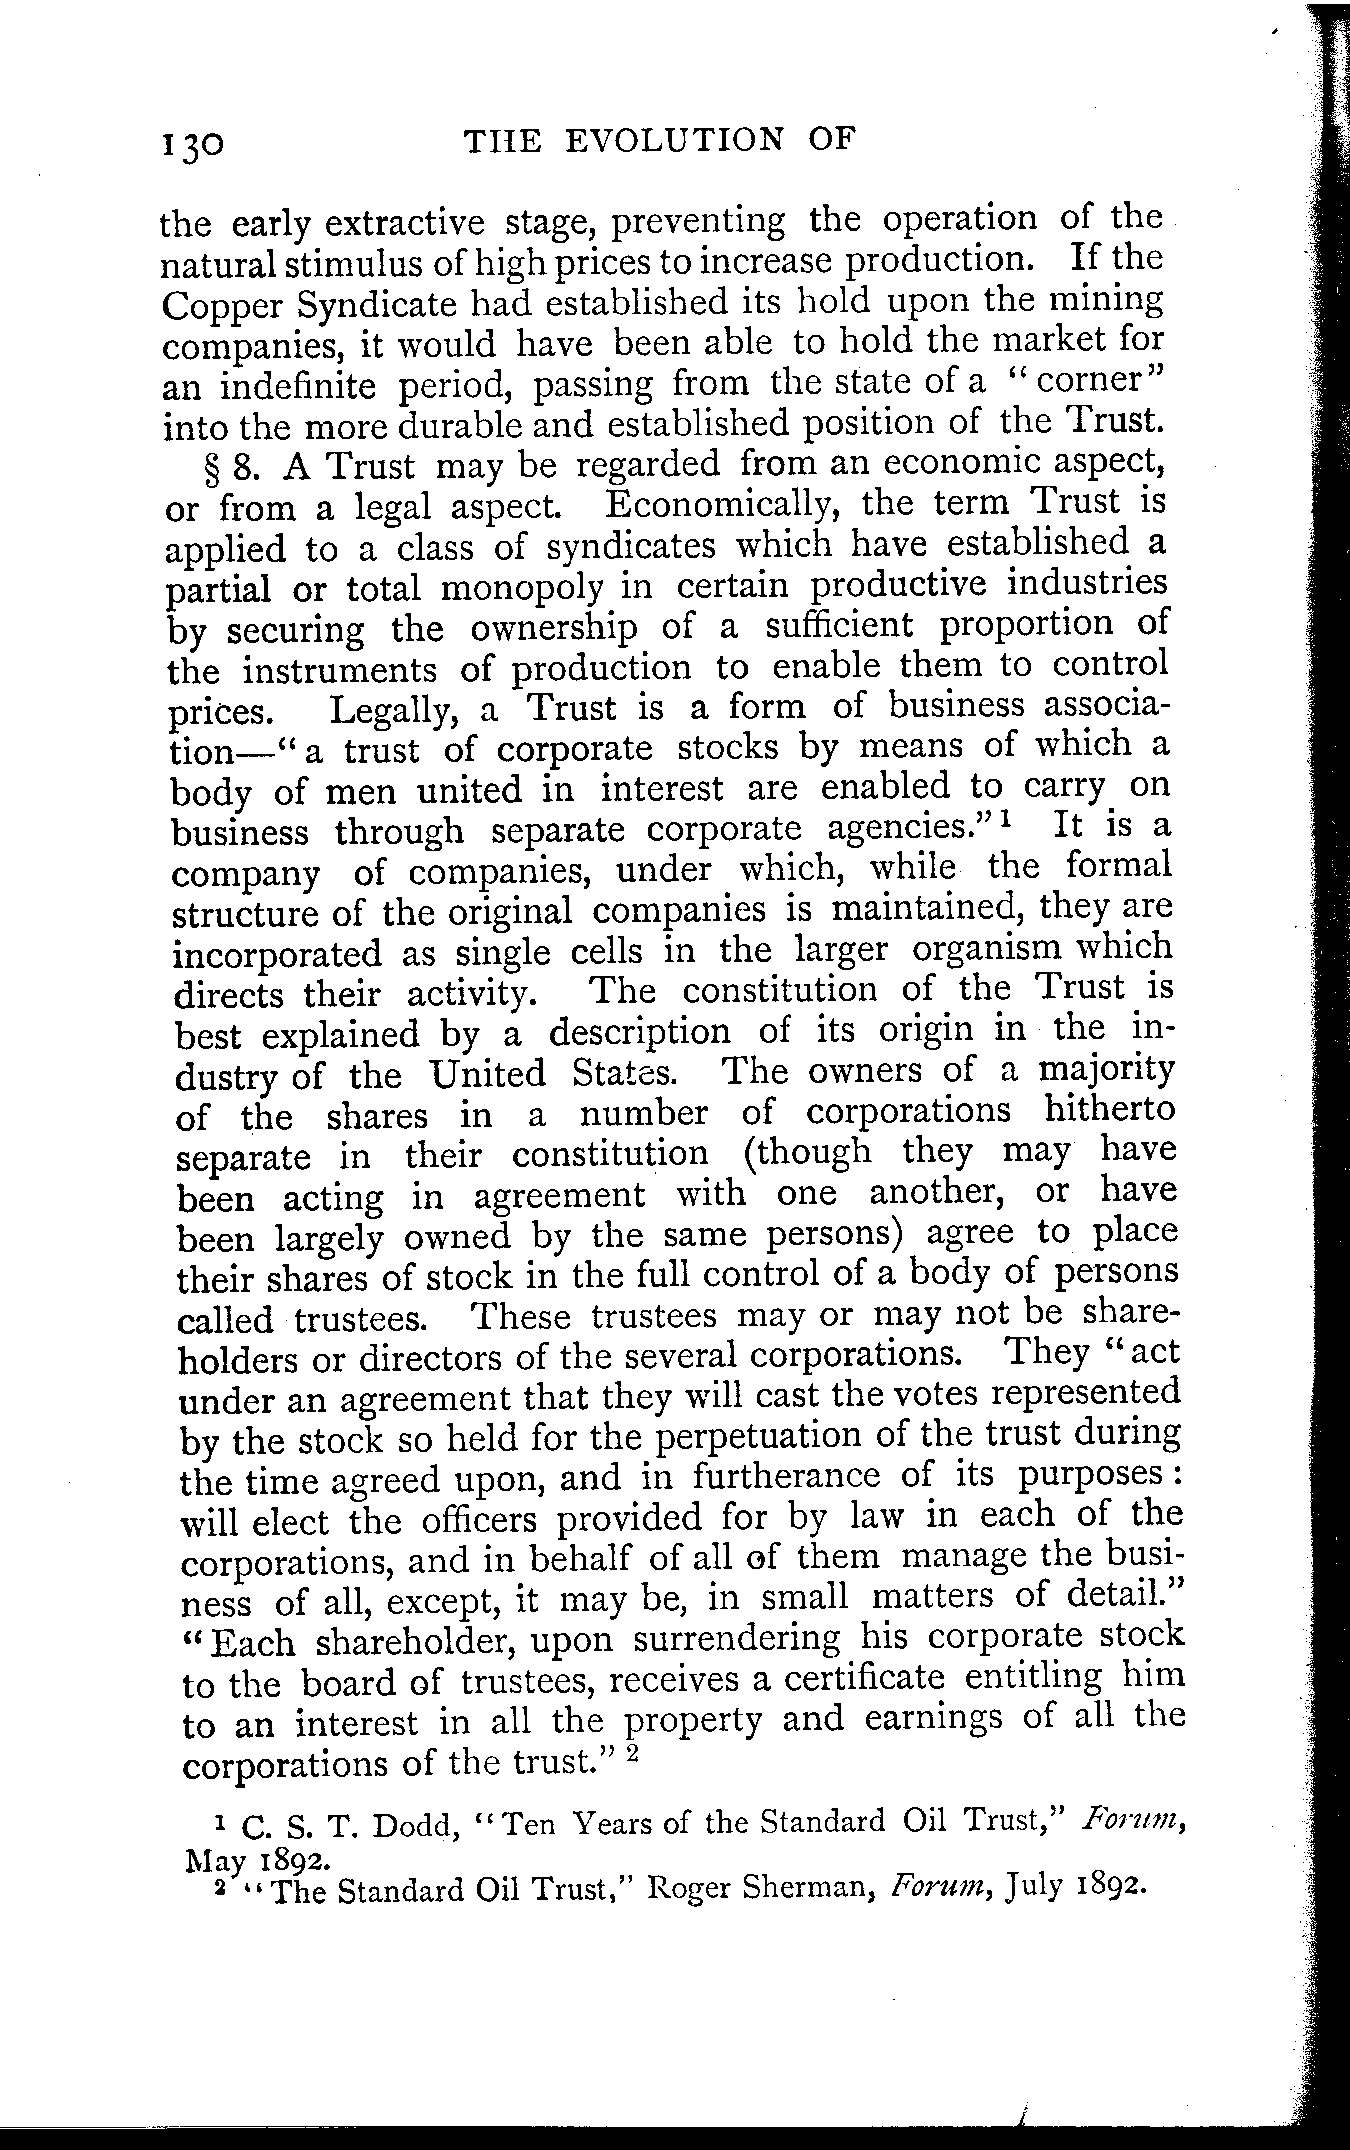 130 THE EVOLUTION OF
the early extractive stage, preventing the operation of the
natural stimulus of high prices to increase production. If the
Copper Syndicate had established its hold upon the mining
companies, it would have been able to hold the market for
an indefinite period, passing from the state of a "corner"
into the more durable and established position of the Trust.
§ 8. A Trust may be regarded from an economic aspect,
or from a legal aspect. Economically, the term Trust is
applied to a class of syndicates which have established a
partial or total monopoly in certain productive industries
by securing the ownership of a sufficient proportion of
the instruments of production to enable them to control
prices. Legally, a Trust is a form of business associa-
tion—"a trust of corporate stocks by means of which a
body of men united in interest are enabled to carry on
business through separate corporate agencies."1 It is a
company of companies, under which, while the formal
structure of the original companies is maintained, they are
incorporated as single cells in the larger organism which
directs their activity. The constitution of the Trust is
best explained by a description of its origin in the in-
dustry of the United States. The owners of a majority
of the shares in a number of corporations hitherto
separate in their constitution (though they may have
been acting in agreement with one another, or have
been largely owned by the same persons) agree to place
their shares of stock in the full control of a body of persons
called trustees. These trustees may or may not be share-
holders or directors of the several corporations. They "act
under an agreement that they will cast the votes represented
by the stock so held for the perpetuation of the trust during
the time agreed upon, and in furtherance of its purposes :
will elect the officers provided for by law in each of the
corporations, and in behalf of all of them manage the busi-
ness of all, except, it may be, in small matters of detail."
"Each shareholder, upon surrendering his corporate stock
to the board of trustees, receives a certificate entitling him
to an interest in all the property and earnings of all the
corporations of the trust." 2
1 C. S. T. Dodd, "Ten Years of the Standard Oil Trust," Forum,
May 1892.
2 "The Standard Oil Trust," Roger Sherman, Forum, July 1892.